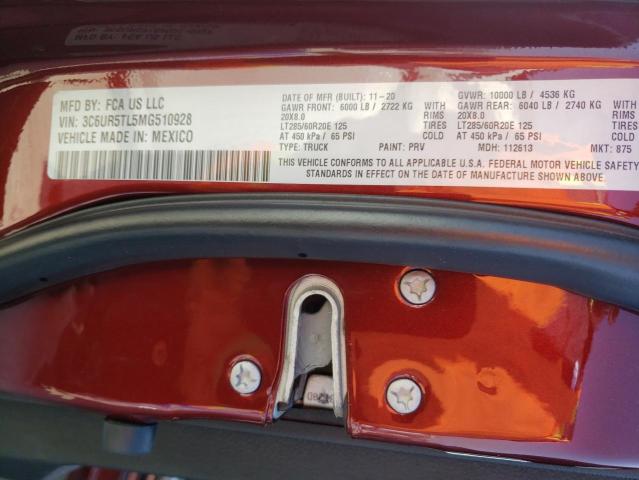 MFD BY: FCA US LLC
VIN: 3C6UR5TL5MG510928
VEHICLE MADE IN: MEXICO
DATE OF MFR (BUILT): 11-20
GVWR: 10000 LB / 4536 KG
GAWR FRONT: 6000 LB / 2722 KG WITH
GAWR REAR: 6040 LB / 2740 KG WITH
20X8.0 RIMS
20X8.0 RIMS
LT285/60R20E 125 TIRES
LT285/60R20E 125 TIRES
AT 450 kPa / 65 PSI COLD
AT 450 kPa / 65 PSI COLD
TYPE: TRUCK PAINT: PRV MDH: 112613 MKT: 875
THIS VEHICLE CONFORMS TO ALL APPLICABLE U.S.A. FEDERAL MOTOR VEHICLE SAFETY
STANDARDS IN EFFECT ON THE DATE OF MANUFACTURE SHOWN ABOVE.